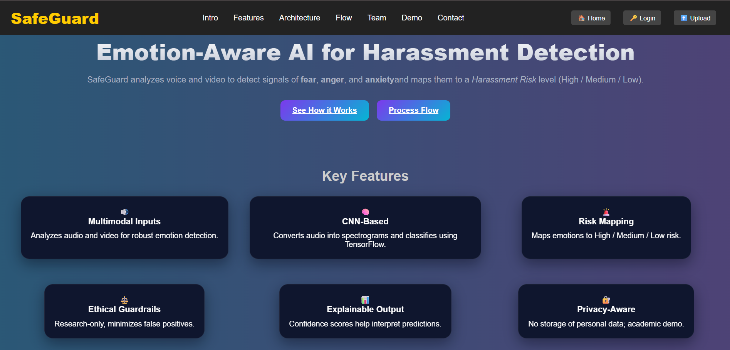 SafeGuard
Intro Features Architecture Flow Team Demo Contact
Home Login Upload
Emotion-Aware AI for Harassment Detection
SafeGuard analyzes voice and video to detect signals of fear, anger, and anxietyand maps them to a Harassment Risk level (High / Medium / Low).
See How it Works Process Flow
Key Features
Multimodal Inputs
Analyzes audio and video for robust emotion detection.
CNN-Based
Converts audio into spectrograms and classifies using
TensorFlow.
Risk Mapping
Maps emotions to High / Medium / Low risk.
Ethical Guardrails
Research-only, minimizes false positives.
Explainable Output
Confidence scores help interpret predictions.
Privacy-Aware
No storage of personal data; academic demo.